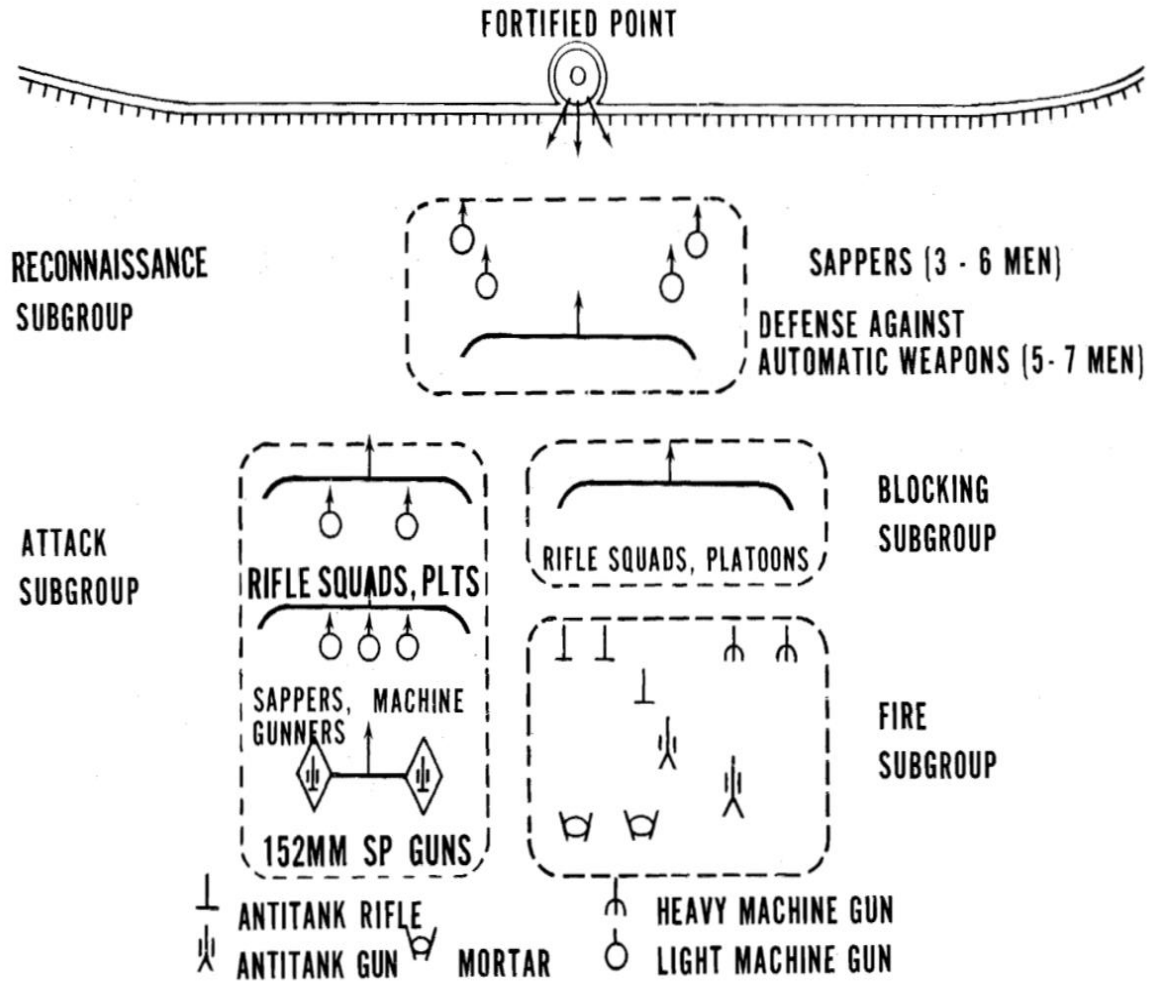 FORTIFIED POINT
RECONNAISSANCE
SUBGROUP
SAPPERS (3 - 6 MEN)
DEFENSE AGAINST
AUTOMATIC WEAPONS (5- 7 MEN)
ATTACK
SUBGROUP
RIFLE SQUADS, PLTS
SAPPERS, MACHINE
GUNNERS
152MM SP GUNS
RIFLE SQUADS, PLATOONS
BLOCKING
SUBGROUP
FIRE
SUBGROUP
ANTITANK RIFLE
ANTITANK GUN
MORTAR
HEAVY MACHINE GUN
LIGHT MACHINE GUN